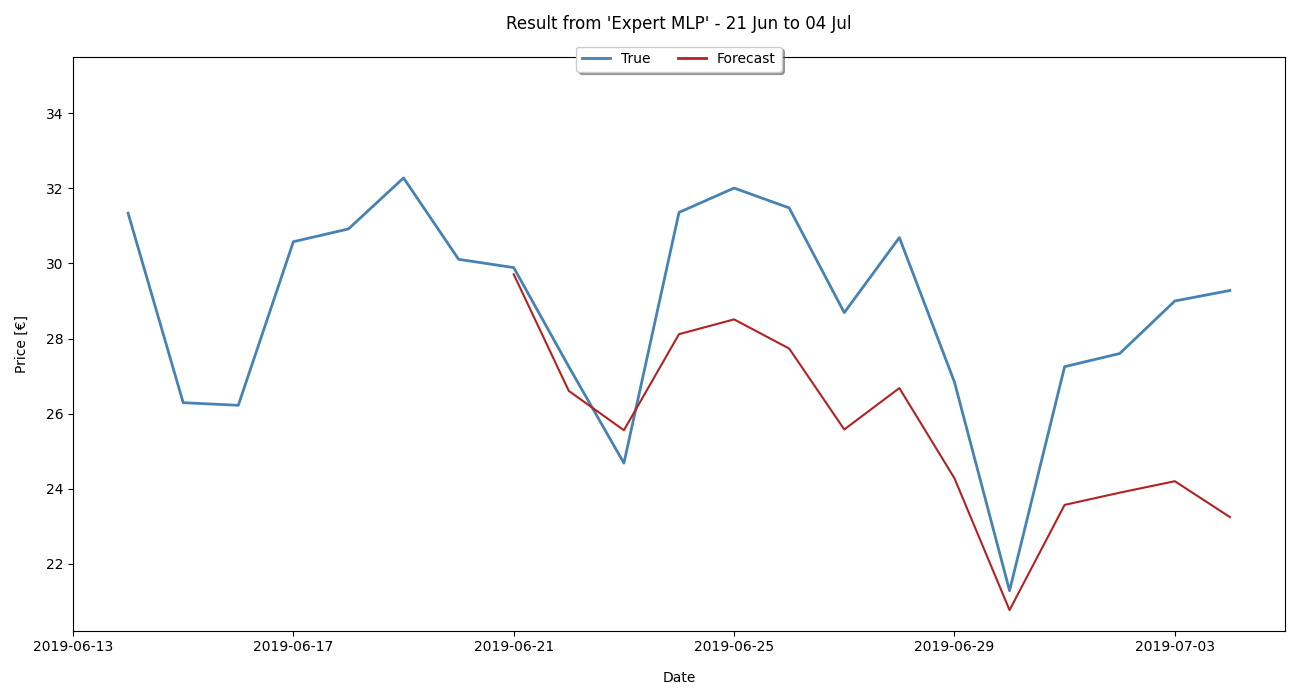 Result from 'Expert MLP' - 21 Jun to 04 Jul
True Forecast
34
32
30
28
26
24
22
Price [€]
2019-06-13 2019-06-17 2019-06-21 2019-06-25 2019-06-29 2019-07-03
Date